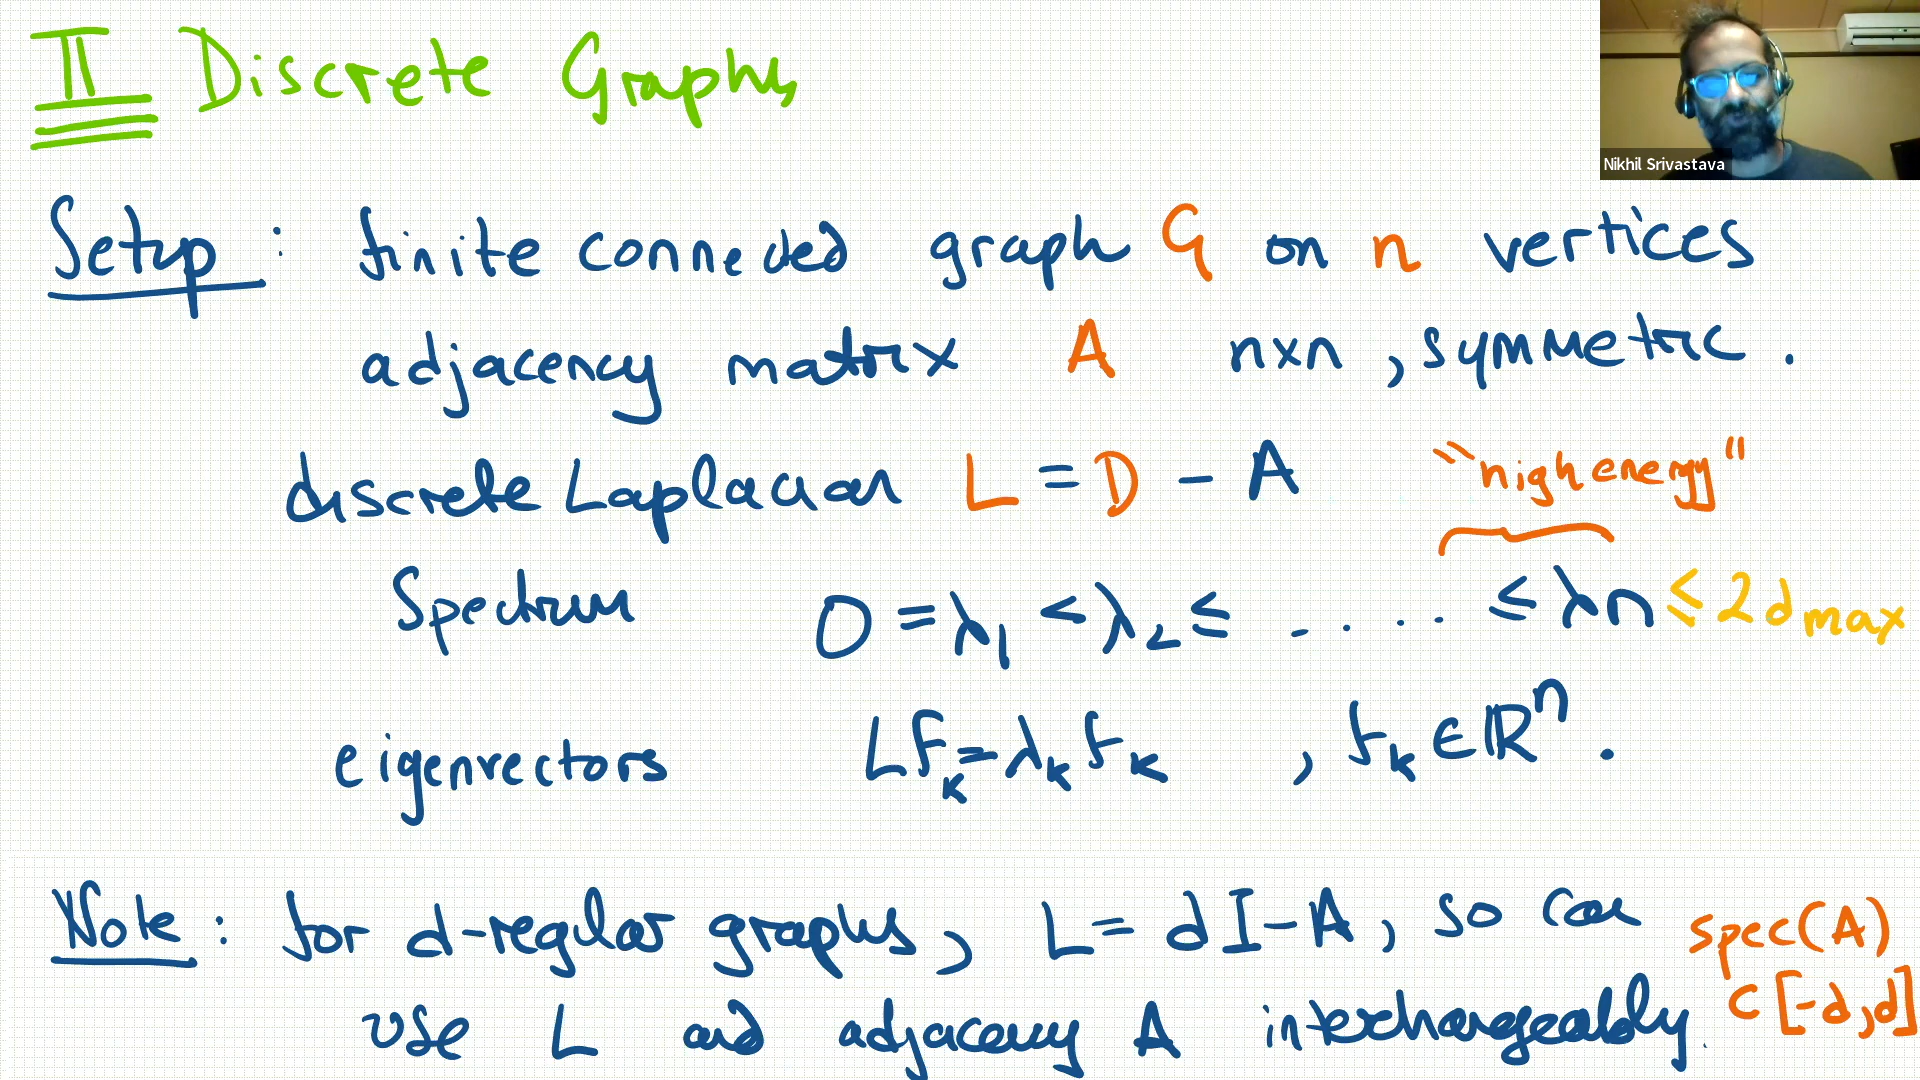 II Discrete Graphs
Nikhil Srivastava
Setup : finite connected graph G on n vertices
adjacency matrix A nxn , symmetric .
discrete Laplacian L = D - A "high energy"
Spectrum 0 = λ₁ < λ₂ ≤ ..... ≤ λn ≤ 2dmax
eigenvectors Lfₖ = λₖfₖ , fₖ ∈ ℝⁿ .
Note : for d-regular graphs, L = dI - A, so can
use L and adjacency A interchangeably.
spec(A)
⊂ [-d,d]